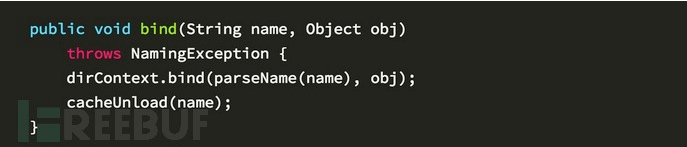 public void bind(String name, Object obj)
    throws NamingException {
    dirContext.bind(parseName(name), obj);
    cacheUnload(name);
}
FREEBUF